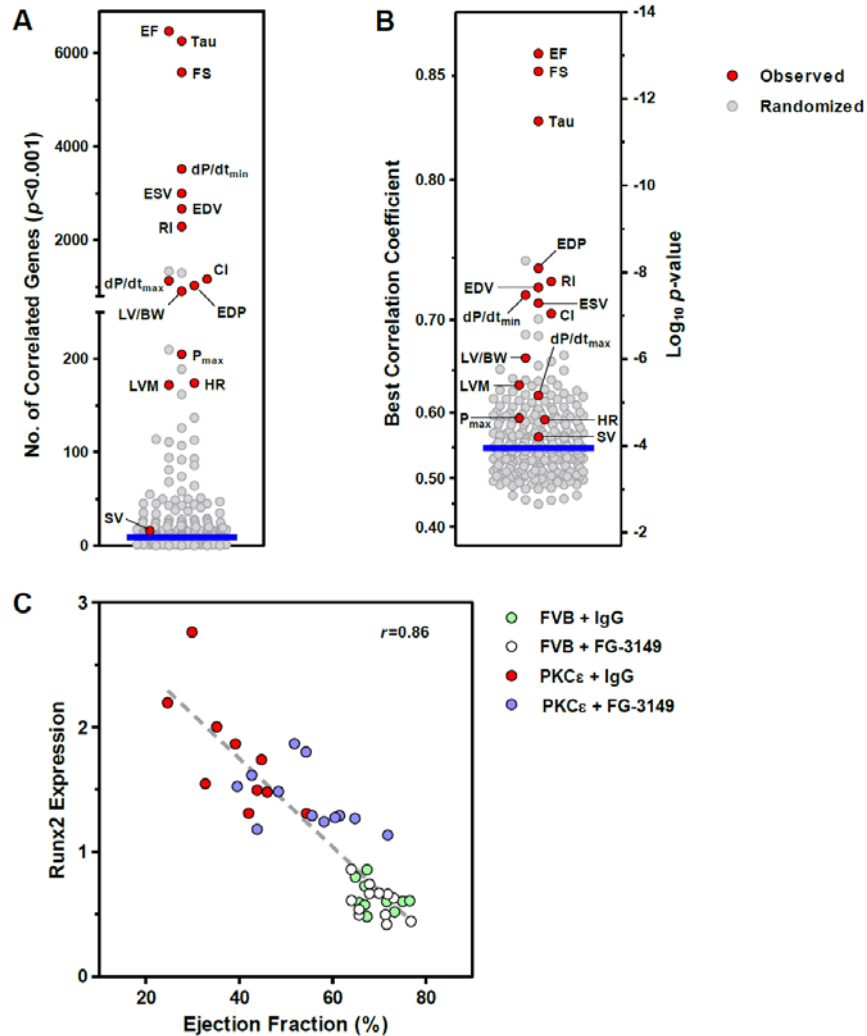 A
No. of Correlated Genes (p<0.001)
6000
4000
2000
200
100
0
EF
Tau
FS
dP/dtmin
ESV
EDV
RI
CI
dP/dtmax
LV/BW
EDP
Pmax
LVM
HR
SV
B
Best Correlation Coefficient
0.85
0.80
0.70
0.60
0.50
0.40
EF
FS
Tau
EDP
EDV
RI
dP/dtmin
ESV
CI
dP/dtmax
LV/BW
LVM
Pmax
HR
SV
-14
-12
-10
-8
-6
-4
-2
Log10 p-value
Observed
Randomized
C
Runx2 Expression
3
2
1
0
r=0.86
20
40
60
80
Ejection Fraction (%)
FVB + IgG
FVB + FG-3149
PKCε + IgG
PKCε + FG-3149